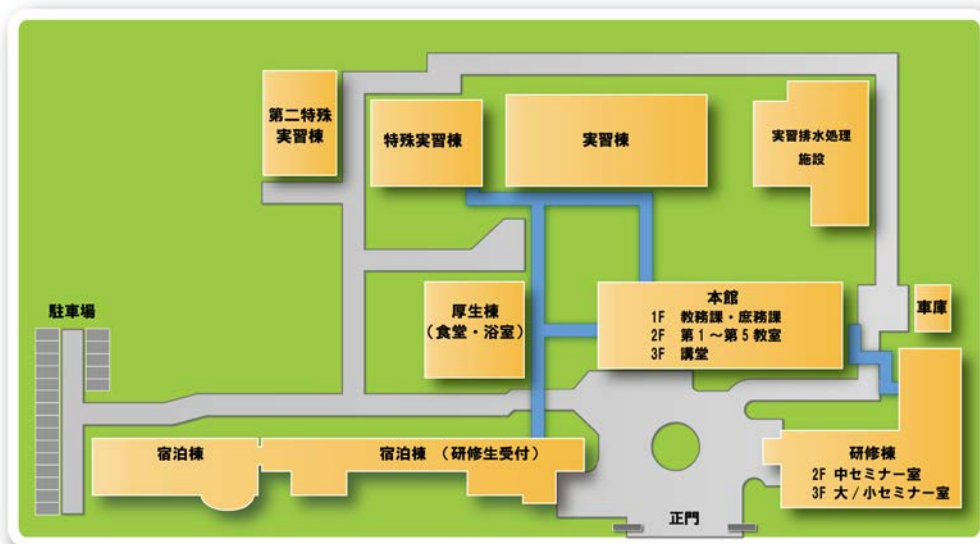 第二特殊
実習棟
特殊実習棟
実習棟
実習排水処理
施設
駐車場
厚生棟
(食堂・浴室)
本館
1F 教務課・庶務課
2F 第1～第5教室
3F 講堂
車庫
宿泊棟
宿泊棟 (研修生受付)
研修棟
2F 中セミナー室
3F 大/小セミナー室
正門